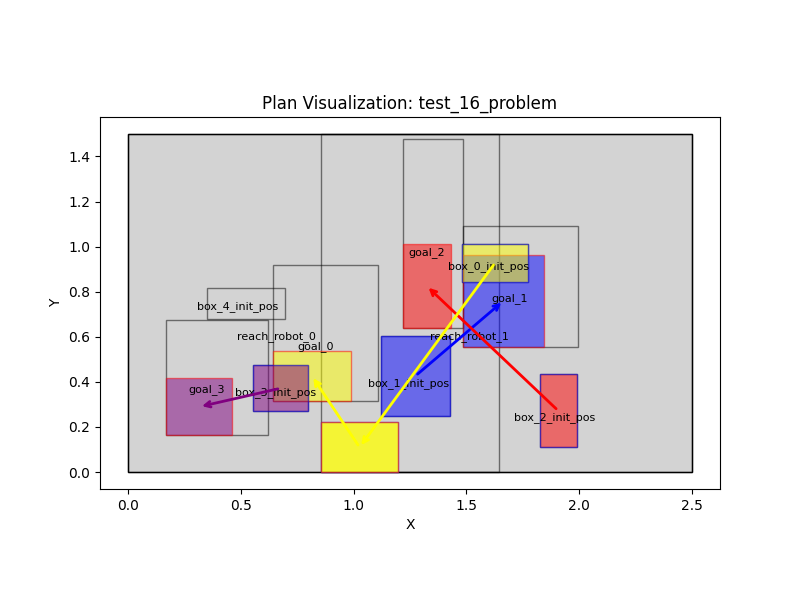 Plan Visualization: test_16_problem
Y
1.4
1.2
1.0
0.8
0.6
0.4
0.2
0.0
goal_2
box_0_init_pos
goal_1
box_4_init_pos
reach_robot_0
reach_robot_1
goal_0
box_1_init_pos
goal_3
box_3_init_pos
box_2_init_pos
0.0 0.5 1.0 1.5 2.0 2.5
X